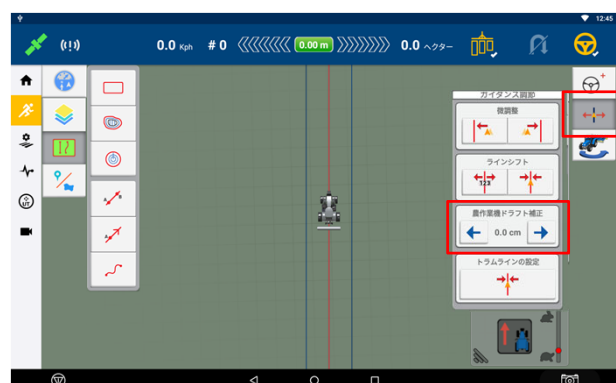 12:45
0.0 Kph # 0 0.00 m 0.0 ヘクター
ガイダンス調節
微調整
ラインシフト
123
農作業機ドラフト補正
0.0 cm
トラムラインの設定
UT
A B
A